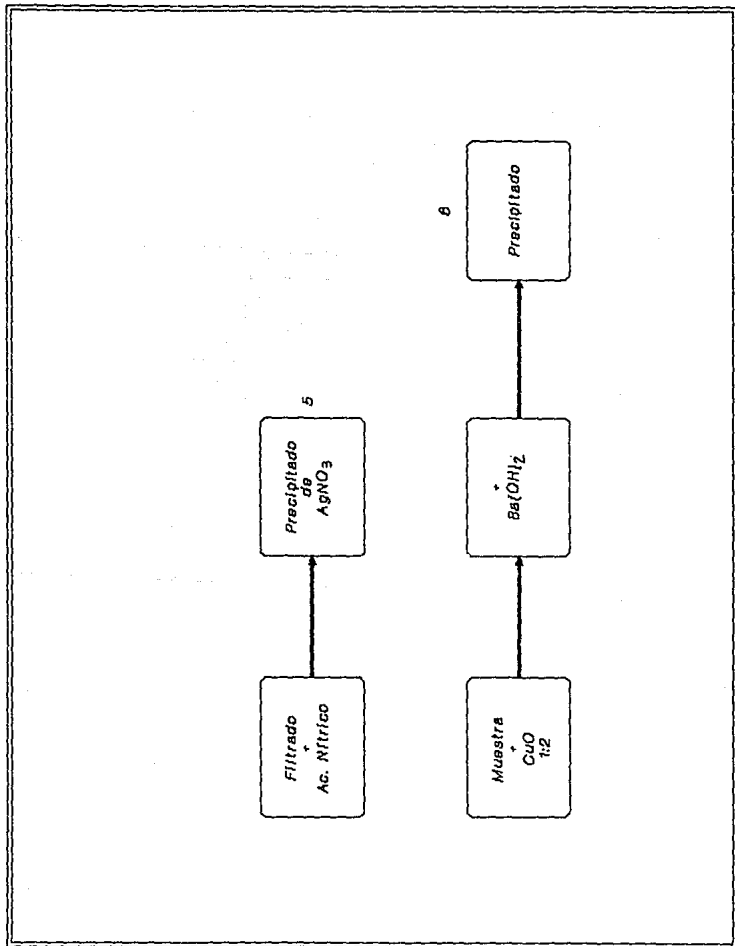 Filtrado
+
Ac. Nítrico
Precipitado
de
AgNO3
5
Muestra
+
CuO
1:2
+
Ba(OH)2
Precipitado
6